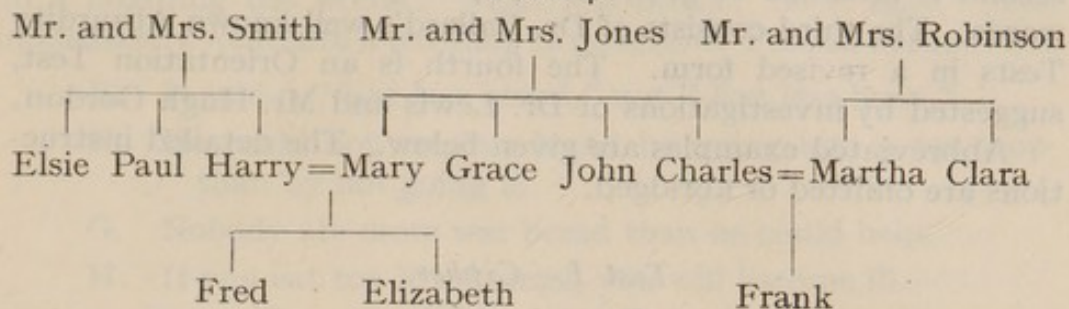 Mr. and Mrs. Smith Mr. and Mrs. Jones Mr. and Mrs. Robinson
Elsie Paul Harry=Mary Grace John Charles=Martha Clara
Fred Elizabeth Frank